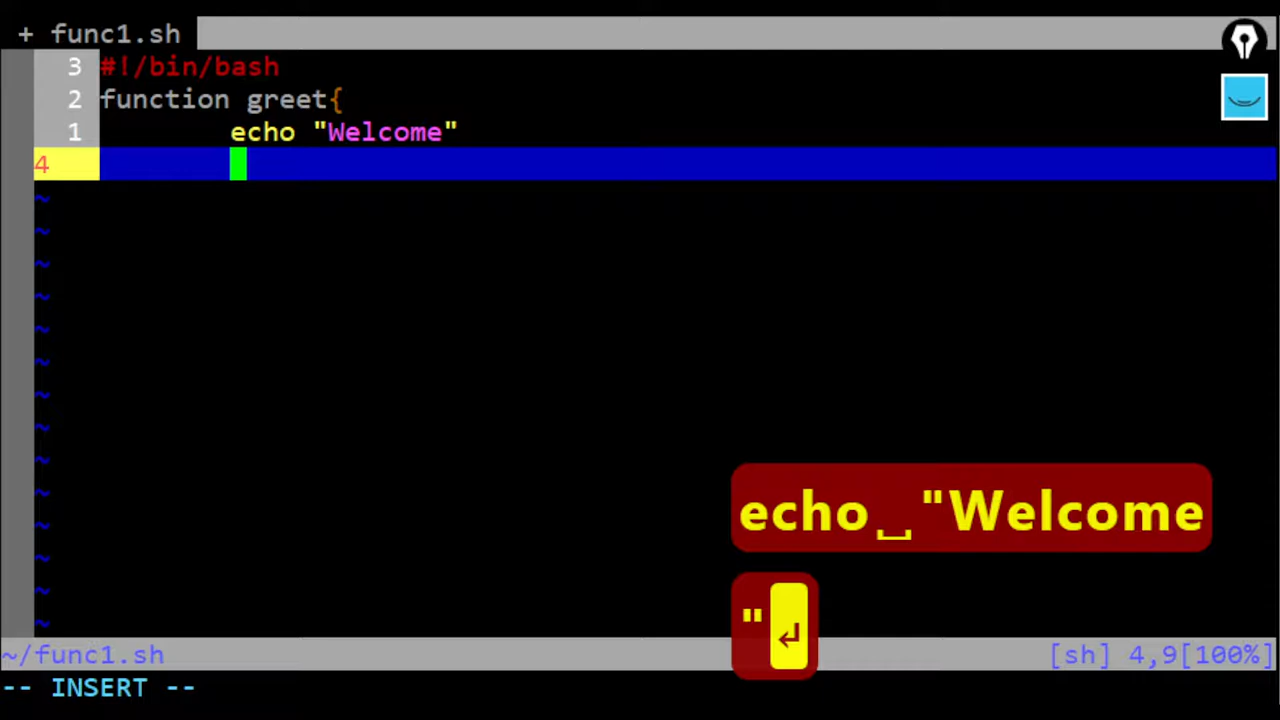 + func1.sh
3 #!/bin/bash
2 function greet{
1 echo "Welcome"
4
~
~
~
~
~
~
~
~
~
~
~
~
~
~
echo␣"Welcome
"↵
~/func1.sh [sh] 4,9[100%]
-- INSERT --